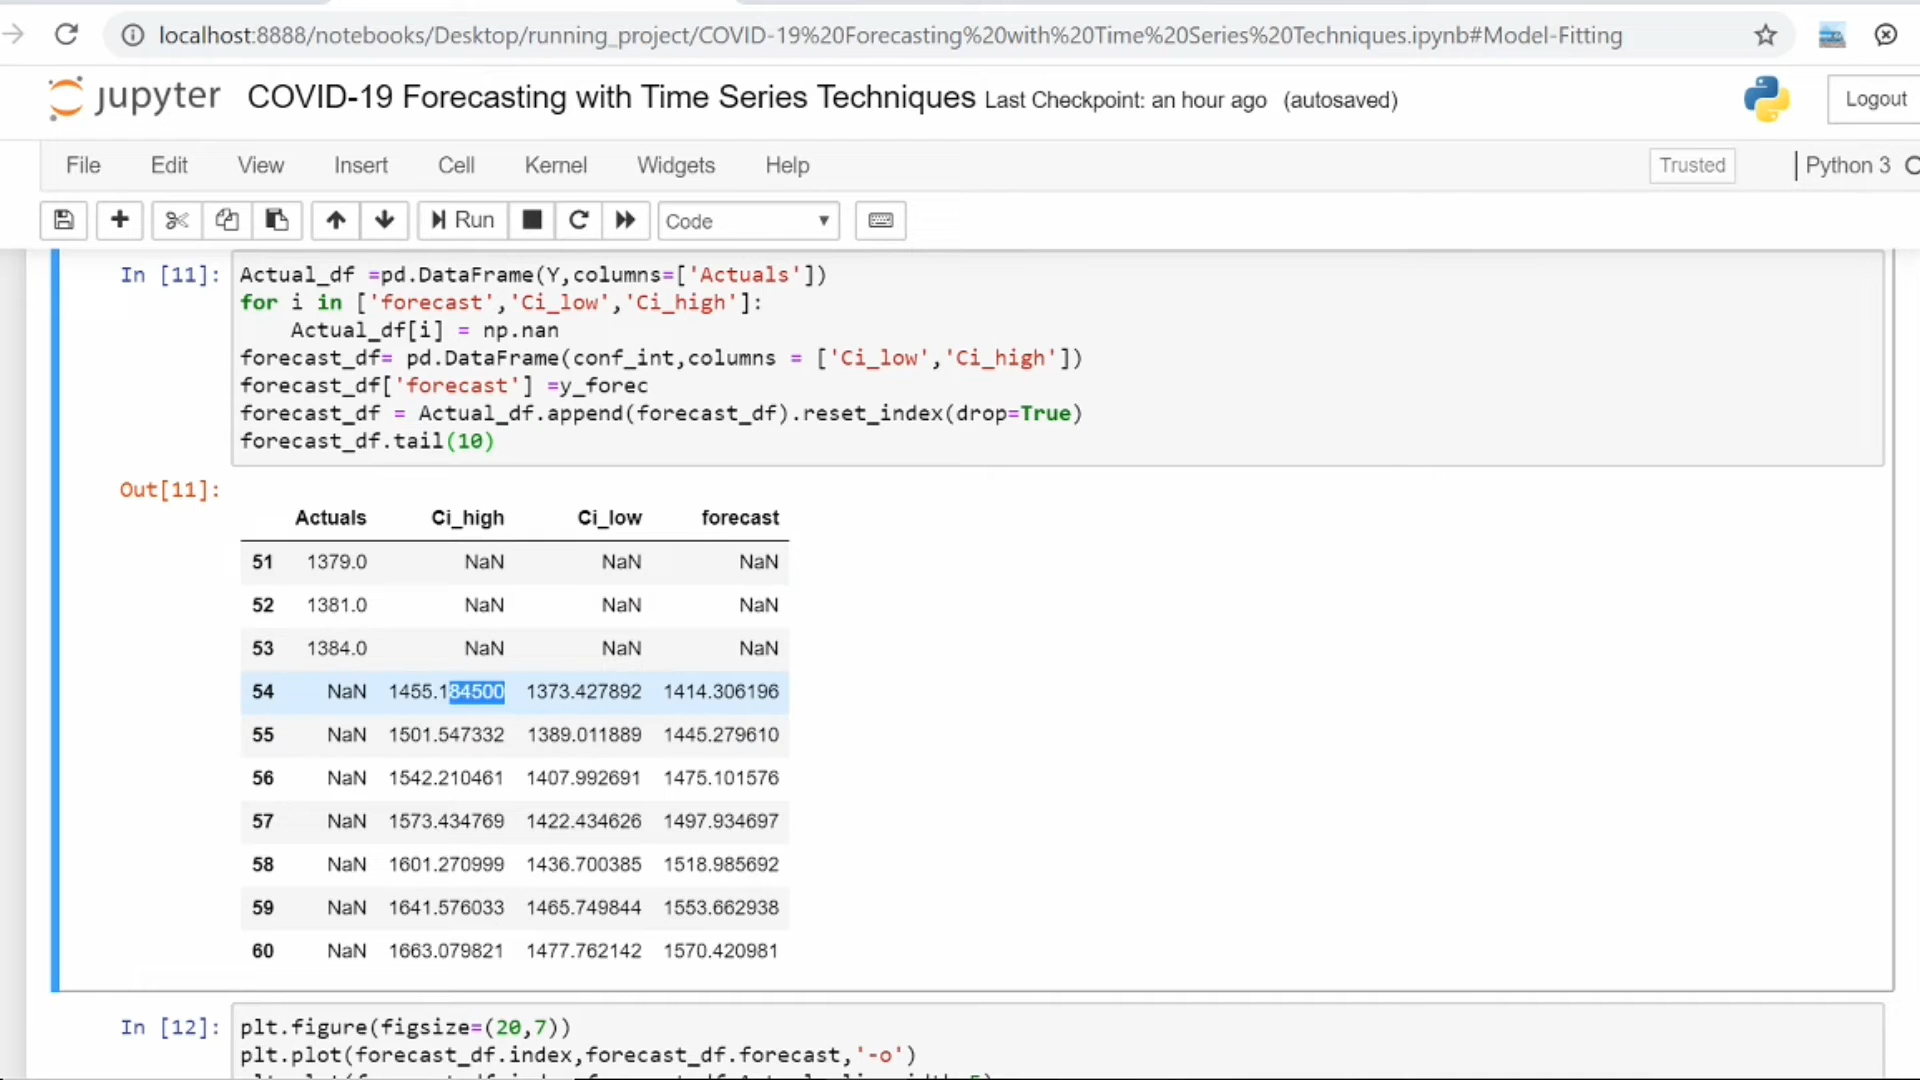 localhost:8888/notebooks/Desktop/running_project/COVID-19%20Forecasting%20with%20Time%20Series%20Techniques.ipynb#Model-Fitting
jupyter COVID-19 Forecasting with Time Series Techniques Last Checkpoint: an hour ago (autosaved) Logout
File Edit View Insert Cell Kernel Widgets Help Trusted Python 3
Run Code
In [11]: Actual_df =pd.DataFrame(Y,columns=['Actuals'])
for i in ['forecast','Ci_low','Ci_high']:
Actual_df[i] = np.nan
forecast_df= pd.DataFrame(conf_int,columns = ['Ci_low','Ci_high'])
forecast_df['forecast'] =y_forec
forecast_df = Actual_df.append(forecast_df).reset_index(drop=True)
forecast_df.tail(10)
Out[11]:
Actuals Ci_high Ci_low forecast
51 1379.0 NaN NaN NaN
52 1381.0 NaN NaN NaN
53 1384.0 NaN NaN NaN
54 NaN 1455.184500 1373.427892 1414.306196
55 NaN 1501.547332 1389.011889 1445.279610
56 NaN 1542.210461 1407.992691 1475.101576
57 NaN 1573.434769 1422.434626 1497.934697
58 NaN 1601.270999 1436.700385 1518.985692
59 NaN 1641.576033 1465.749844 1553.662938
60 NaN 1663.079821 1477.762142 1570.420981
In [12]: plt.figure(figsize=(20,7))
plt.plot(forecast_df.index,forecast_df.forecast,'-o')